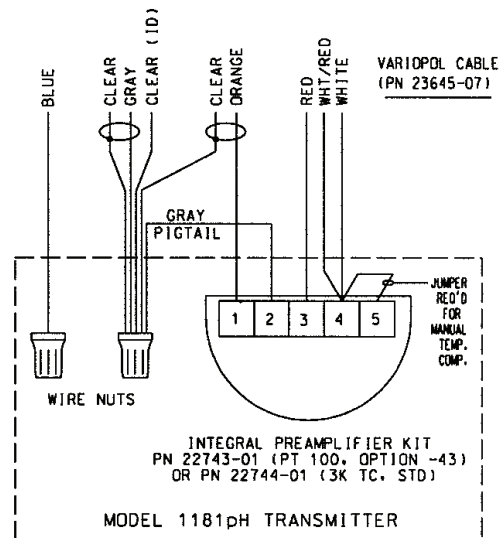 BLUE
CLEAR
GRAY
CLEAR (ID)
CLEAR
ORANGE
RED
WHT/RED
WHITE
VARIOPOL CABLE
(PN 23645-07)
GRAY
PIGTAIL
1 2 3 4 5
JUMPER
REQ'D
FOR
MANUAL
TEMP.
COMP.
WIRE NUTS
INTEGRAL PREAMPLIFIER KIT
PN 22743-01 (PT 100, OPTION -43)
OR PN 22744-01 (3K TC, STD)
MODEL 1181pH TRANSMITTER